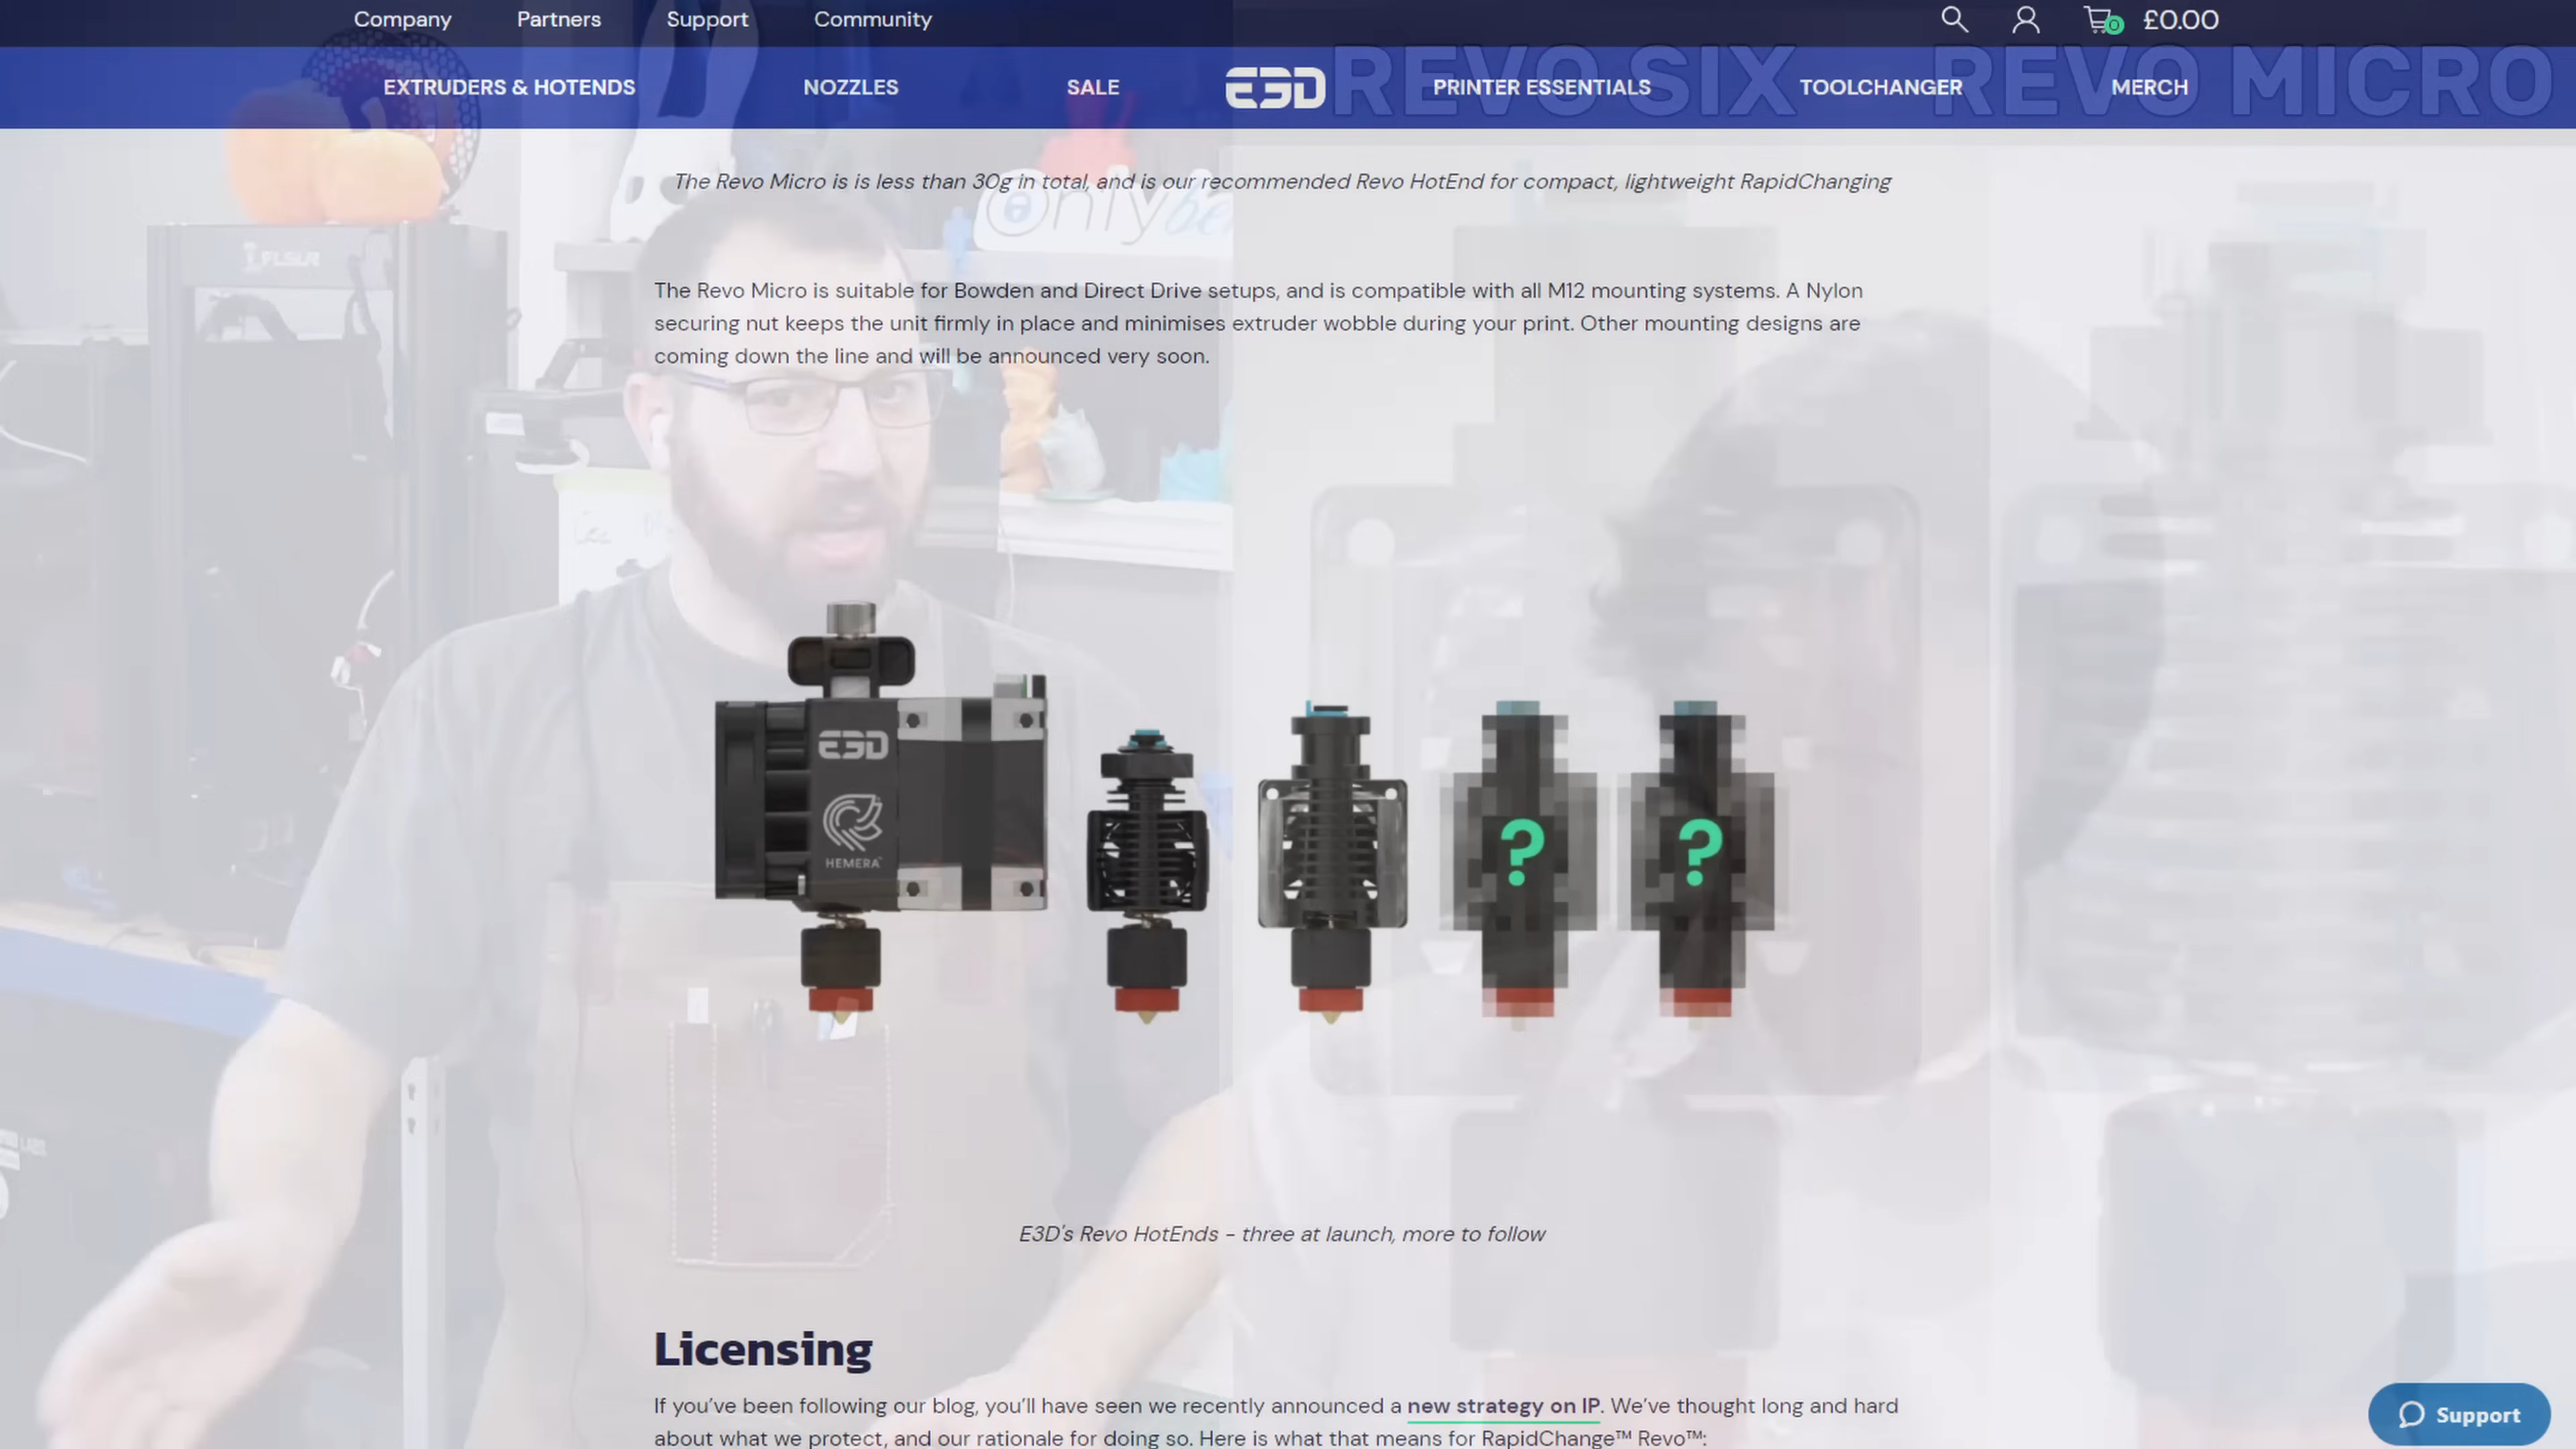 Company Partners Support Community 0 £0.00
REVO SIX REVO MICRO
EXTRUDERS & HOTENDS NOZZLES SALE E3D PRINTER ESSENTIALS TOOLCHANGER MERCH
The Revo Micro is is less than 30g in total, and is our recommended Revo HotEnd for compact, lightweight RapidChanging
Only
FLSUN
The Revo Micro is suitable for Bowden and Direct Drive setups, and is compatible with all M12 mounting systems. A Nylon
securing nut keeps the unit firmly in place and minimises extruder wobble during your print. Other mounting designs are
coming down the line and will be announced very soon.
E3D
HEMERA
? ?
E3D's Revo HotEnds - three at launch, more to follow
Licensing
If you've been following our blog, you'll have seen we recently announced a new strategy on IP. We've thought long and hard
about what we protect, and our rationale for doing so. Here is what that means for RapidChange™ Revo™:
Support